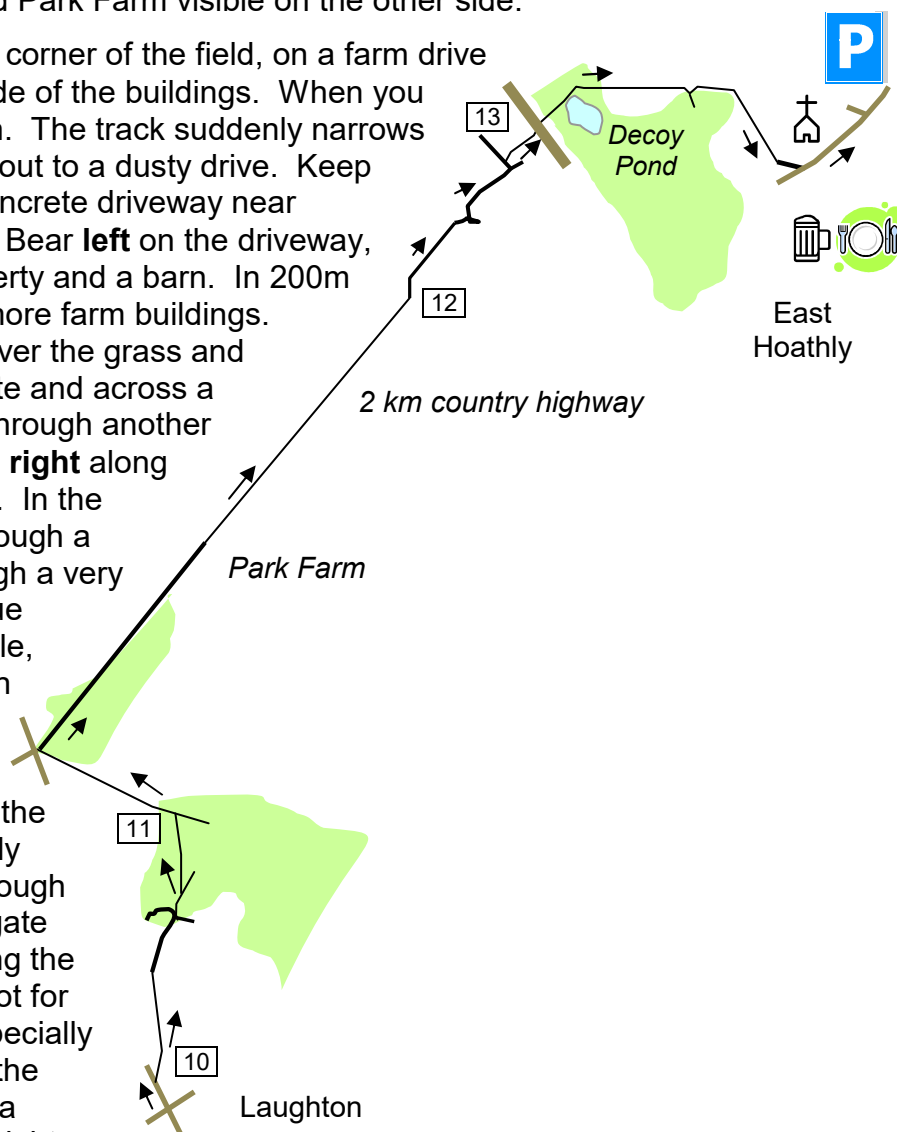 d Park Farm visible on the other side.
corner of the field, on a farm drive
de of the buildings. When you
. The track suddenly narrows
out to a dusty drive. Keep
ncrete driveway near
Bear left on the driveway,
erty and a barn. In 200m
ore farm buildings.
ver the grass and
te and across a
hrough another
right along
. In the
ough a
gh a very
ue
le,
n
the
ly
ough
gate
ng the
ot for
pecially
the
a
P
13
Decoy
Pond
12
East
Hoathly
2 km country highway
Park Farm
11
10
Laughton